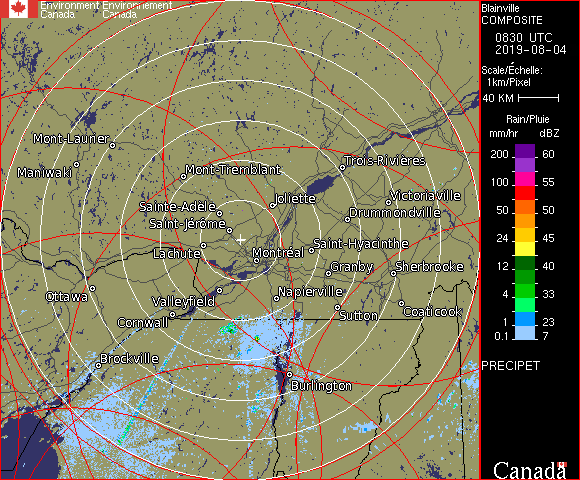 Environment Environnement
Canada Canada
Blainville
COMPOSITE
0830 UTC
2019-08-04
Scale/Échelle:
1km/Pixel
40 KM
Rain/Pluie
mm/hr dBZ
200 60
100 55
50 50
24 45
12 40
4 33
1 23
0.1 7
PRECIPET
Canada
Mont-Laurier
Maniwaki
Mont-Tremblant
Trois-Rivières
Sainte-Adèle
Joliette
Victoriaville
Saint-Jérôme
Drummondville
Lachute
Montréal
Saint-Hyacinthe
Granby
Sherbrooke
Ottawa
Valleyfield
Napierville
Cornwall
Sutton
Coaticook
Brockville
Burlington